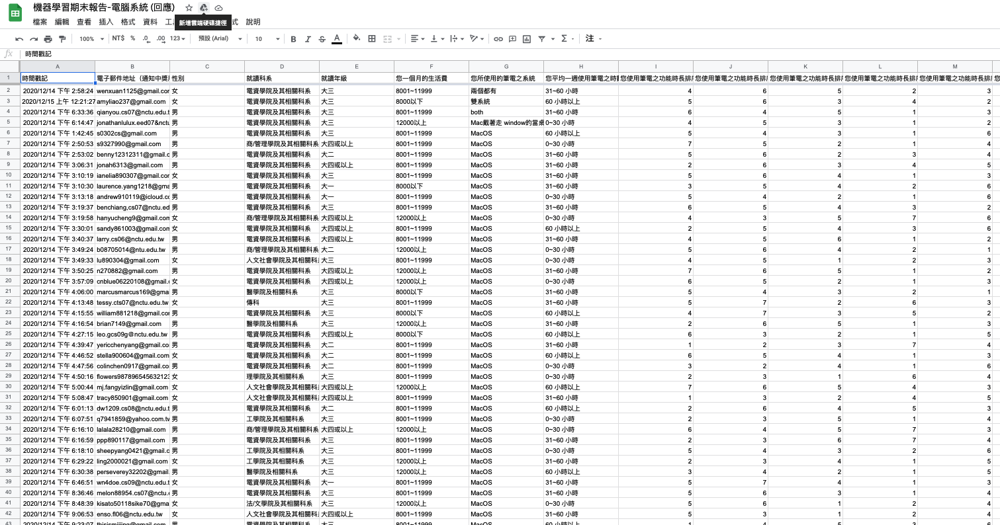 機器學習期末報告-電腦系統 (回應)
檔案 編輯 查看 插入 格式 資料 工 新增雲端硬碟捷徑 式 說明
100% NT$ % .0 .00 123 預設 (Arial) 10 B I S A Σ 注
fx 時間戳記
A B C D E F G H I J K L M
1 時間戳記 電子郵件地址（通知中獎 性別 就讀科系 就讀年級 您一個月的生活費 您所使用的筆電之系統 您平均一週使用筆電之時 您使用筆電之功能時長排 您使用筆電之功能時長排 您使用筆電之功能時長排 您使用筆電之功能時長排 您使用筆電之功能時長排
2 2020/12/14 下午 2:58:24 wenxuan1125@gmail.cor 女 電資學院及其相關科系 大三 8001~11999 兩個都有 31~60 小時 4 6 5 2 3
3 2020/12/15 上午 12:21:27 amyliao237@gmail.com 女 電資學院及其相關科系 大三 8000以下 雙系統 60 小時以上 5 6 3 4 2
4 2020/12/14 下午 6:33:36 qianyou.cs07@nctu.edu.t 男 電資學院及其相關科系 大三 8001~11999 both 31~60 小時 6 4 5 1 3
5 2020/12/14 下午 6:14:47 jonathanlulux.eed07&nctu 男 電資學院及其相關科系 大三 12000以上 Mac戴著走 window的當桌 0~30 小時 4 5 3 1 2
6 2020/12/14 下午 1:42:45 s0302cs@gmail.com 男 電資學院及其相關科系 大三 8001~11999 MacOS 60 小時以上 5 4 3 1 6
7 2020/12/14 下午 2:50:53 s9327990@gmail.com 男 商/管理學院及其相關科系 大四或以上 8001~11999 MacOS 0~30 小時 7 5 2 1 4
8 2020/12/14 下午 2:53:02 benny12312311@gmail.c 男 電資學院及其相關科系 大二 8001~11999 MacOS 31~60 小時 5 6 2 3 4
9 2020/12/14 下午 3:06:31 jonah6313@gmail.com 男 電資學院及其相關科系 大四或以上 8001~11999 MacOS 31~60 小時 2 6 3 4 5
10 2020/12/14 下午 3:10:19 ianelia890307@gmail.cor 女 電資學院及其相關科系 大三 8001~11999 MacOS 31~60 小時 5 6 4 1 3
11 2020/12/14 下午 3:10:30 laurence.yang1218@gma 男 電資學院及其相關科系 大一 8000以下 MacOS 31~60 小時 3 5 4 2 6
12 2020/12/14 下午 3:13:18 andrew910119@icloud.cc 男 電資學院及其相關科系 大一 8001~11999 MacOS 0~30 小時 5 4 2 1 6
13 2020/12/14 下午 3:19:37 benchiang,cs07@nctu.ed 男 電資學院及其相關科系 大三 8001~11999 MacOS 31~60 小時 6 5 4 3 2
14 2020/12/14 下午 3:19:58 hanyucheng9@gmail.com 女 商/管理學院及其相關科系 大四或以上 12000以上 MacOS 0~30 小時 4 3 5 7 6
15 2020/12/14 下午 3:30:01 sandy861003@gmail.com 女 電資學院及其相關科系 大四或以上 8001~11999 MacOS 60 小時以上 2 5 4 3 6
16 2020/12/14 下午 3:40:37 larry.cs06@nctu.edu.tw 男 電資學院及其相關科系 大四或以上 8001~11999 MacOS 31~60 小時 4 5 6 1 2
17 2020/12/14 下午 3:49:24 b08705014@ntu.edu.tw 男 商/管理學院及其相關科系 大二 12000以上 MacOS 0~30 小時 5 6 4 2 1
18 2020/12/14 下午 3:49:33 lu890304@gmail.com 女 人文社會學院及其相關科 大三 8001~11999 MacOS 0~30 小時 4 5 1 2 3
19 2020/12/14 下午 3:50:25 n270882@gmail.com 男 電資學院及其相關科系 大四或以上 12000以上 MacOS 31~60 小時 7 6 5 1 2
20 2020/12/14 下午 3:57:09 cnblue06220108@gmail. 女 電資學院及其相關科系 大四或以上 12000以上 MacOS 0~30 小時 6 5 2 1 3
21 2020/12/14 下午 4:06:00 marcusmarcus169@gmai 男 醫學院及相關科系 大三 8000以下 MacOS 31~60 小時 5 4 3 2 1
22 2020/12/14 下午 4:13:48 tessy.cts07@nctu.edu.tw 女 傳科 大三 8001~11999 MacOS 31~60 小時 5 7 2 6 3
23 2020/12/14 下午 4:15:55 william881218@gmail.cor 男 電資學院及其相關科系 大三 8000以下 MacOS 60 小時以上 4 7 3 5 2
24 2020/12/14 下午 4:16:54 brian7149@gmail.com 男 醫學院及相關科系 大三 12000以上 MacOS 31~60 小時 2 6 5 1 3
25 2020/12/14 下午 4:27:15 leo.gcs09g@nctu.edu.tw 男 電資學院及其相關科系 大四或以上 8000以下 MacOS 60 小時以上 6 3 2 1 5
26 2020/12/14 下午 4:39:47 yericchenyang@gmail.co 男 電資學院及其相關科系 大二 8001~11999 MacOS 31~60 小時 1 2 3 7 4
27 2020/12/14 下午 4:46:52 stella900604@gmail.com 女 電資學院及其相關科系 大二 8001~11999 MacOS 60 小時以上 6 5 4 1 3
28 2020/12/14 下午 4:47:56 colinchen0917@gmail.co 男 電資學院及其相關科系 大二 8001~11999 MacOS 0~30 小時 3 2 4 1 6
29 2020/12/14 下午 4:50:16 flowers987896545632123 女 理學院及其相關科系 大三 8001~11999 MacOS 0~30 小時 2 3 1 6 4
30 2020/12/14 下午 5:00:44 mj.fangyizlin@gmail.com 女 人文社會學院及其相關科 大四或以上 12000以上 MacOS 60 小時以上 7 6 5 4 3
31 2020/12/14 下午 5:08:47 tracy850901@gmail.com 女 人文社會學院及其相關科 大四或以上 8001~11999 MacOS 31~60 小時 1 3 2 4 5
32 2020/12/14 下午 6:01:13 dw1209.cs08@nctu.edu.t 男 電資學院及其相關科系 大二 8001~11999 MacOS 60 小時以上 2 6 4 5 3
33 2020/12/14 下午 6:07:51 q7941859@yahoo.com.tw 男 工學院及其相關科系 大三 8001~11999 MacOS 0~30 小時 2 3 5 1 4
34 2020/12/14 下午 6:16:10 lalala28210@gmail.com 男 商/管理學院及其相關科系 大四或以上 12000以上 MacOS 0~30 小時 6 4 5 7 3
35 2020/12/14 下午 6:16:59 ppp890117@gmail.com 男 電資學院及其相關科系 大三 8001~11999 MacOS 31~60 小時 2 3 6 7 4
36 2020/12/14 下午 6:18:10 sheepyang0421@gmail.c 男 工學院及其相關科系 大三 8001~11999 MacOS 0~30 小時 5 4 3 2 6
37 2020/12/14 下午 6:29:22 ling2000021@gmail.com 女 工學院及其相關科系 大三 12000以上 MacOS 31~60 小時 2 3 4 1 5
38 2020/12/14 下午 6:30:38 perseverey32202@gmail. 男 醫學院及相關科系 大三 12000以上 MacOS 60 小時以上 3 4 2 1 5
39 2020/12/14 下午 6:46:51 wn4doe.cs09@nctu.edu.t 女 電資學院及其相關科系 大一 8001~11999 MacOS 31~60 小時 5 7 4 1 3
40 2020/12/14 下午 8:36:46 melon88954.cs07@nctu. 男 電資學院及其相關科系 大三 8001~11999 MacOS 31~60 小時 5 6 3 1 4
41 2020/12/14 下午 8:48:39 kisato50118sike70@gma 女 法/文學院及其相關科系 大三 12000以上 MacOS 0~30 小時 5 6 1 2 4
42 2020/12/14 下午 9:06:53 enso.fl06@nctu.edu.tw 女 人文社會學院及其相關科 大四或以上 8001~11999 MacOS 31~60 小時 5 3 1 2 4